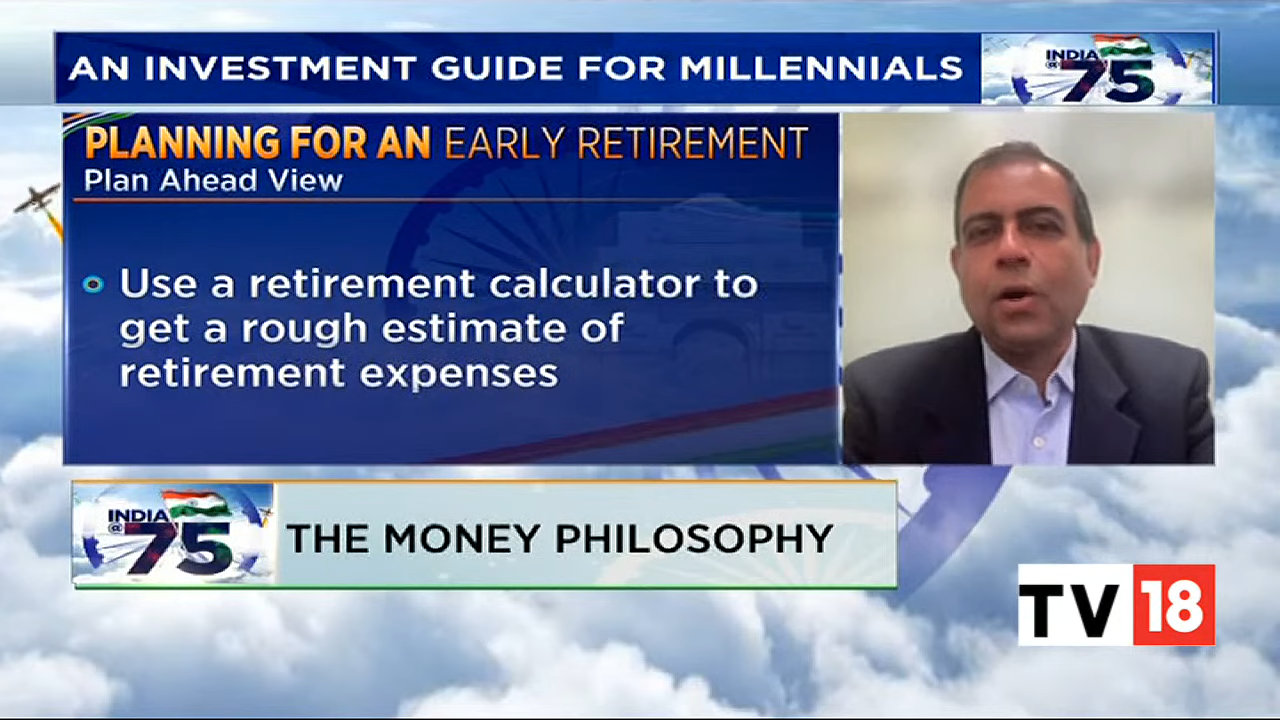 AN INVESTMENT GUIDE FOR MILLENNIALS
INDIA
@
75
PLANNING FOR AN EARLY RETIREMENT
Plan Ahead View
Use a retirement calculator to
get a rough estimate of
retirement expenses
INDIA
@
75
THE MONEY PHILOSOPHY
TV18